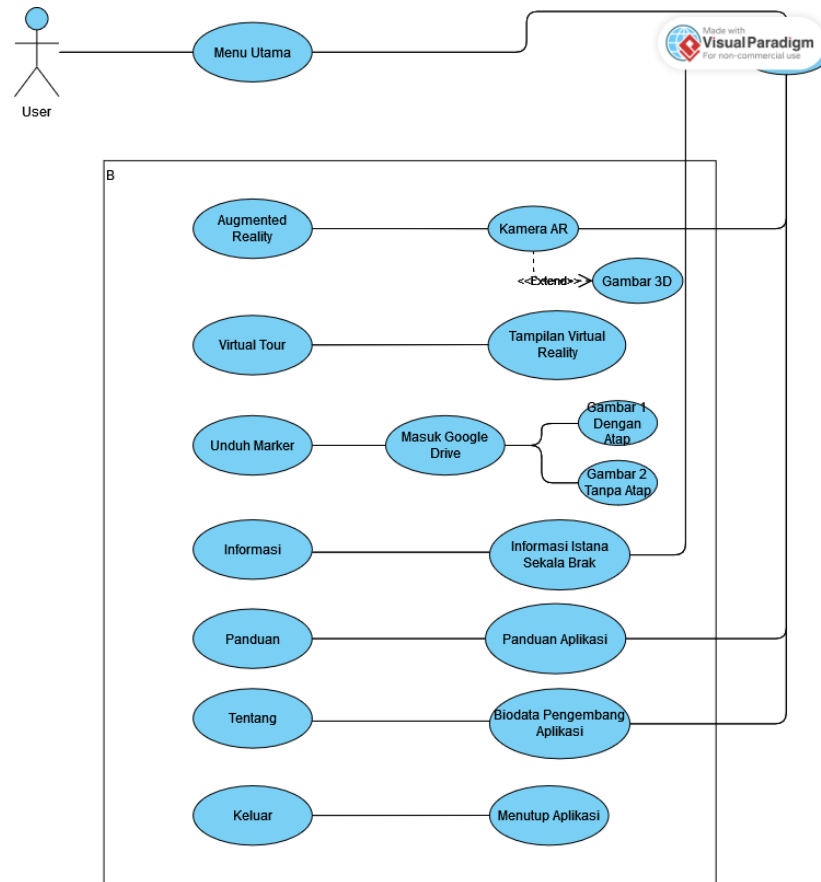 Made with
VisualParadigm
For non-commercial use
Menu Utama
User
B
Augmented
Reality
Kamera AR
<<Extend>>
Gambar 3D
Virtual Tour
Tampilan Virtual
Reality
Unduh Marker
Masuk Google
Drive
Gambar 1
Dengan
Atap
Gambar 2
Tanpa Atap
Informasi
Informasi Istana
Sekala Brak
Panduan
Panduan Aplikasi
Tentang
Biodata Pengembang
Aplikasi
Keluar
Menutup Aplikasi